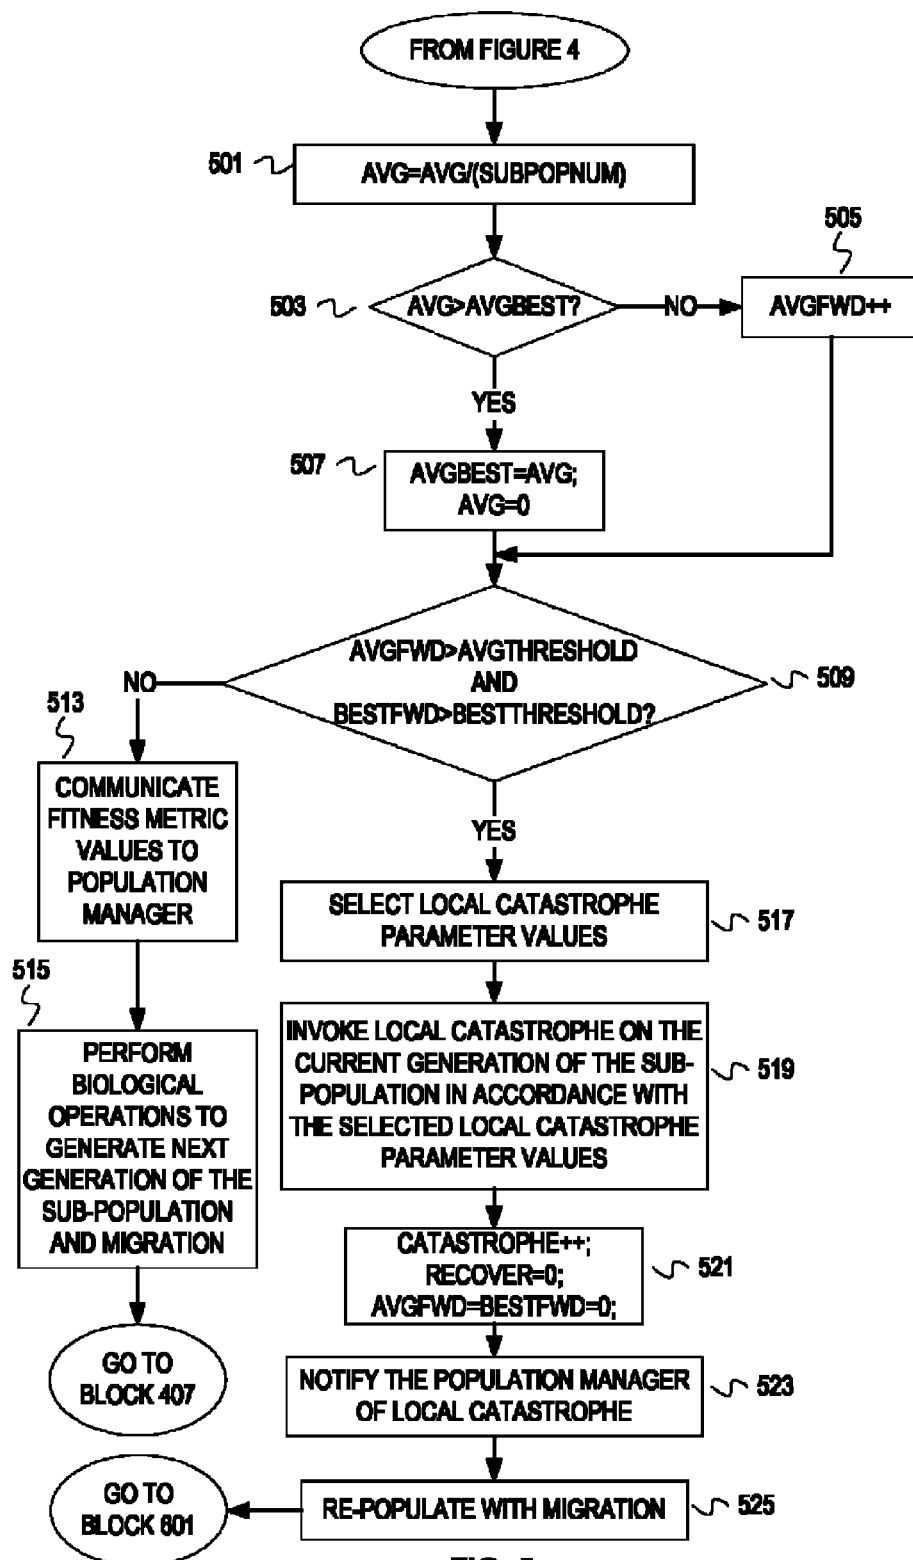 FROM FIGURE 4
501
AVG=AVG/(SUBPOPNUM)
505
503
AVG>AVGBEST?
NO
AVGFWD++
YES
507
AVGBEST=AVG;
AVG=0
AVGFWD>AVGTHRESHOLD
AND
BESTFWD>BESTTHRESHOLD?
509
NO
513
COMMUNICATE
FITNESS METRIC
VALUES TO
POPULATION
MANAGER
YES
SELECT LOCAL CATASTROPHE
PARAMETER VALUES
517
515
PERFORM
BIOLOGICAL
OPERATIONS TO
GENERATE NEXT
GENERATION OF THE
SUB-POPULATION
AND MIGRATION
INVOKE LOCAL CATASTROPHE ON THE
CURRENT GENERATION OF THE SUB-
POPULATION IN ACCORDANCE WITH
THE SELECTED LOCAL CATASTROPHE
PARAMETER VALUES
519
CATASTROPHE++;
RECOVER=0;
AVGFWD=BESTFWD=0;
521
GO TO
BLOCK 407
NOTIFY THE POPULATION MANAGER
OF LOCAL CATASTROPHE
523
GO TO
BLOCK 601
RE-POPULATE WITH MIGRATION
525